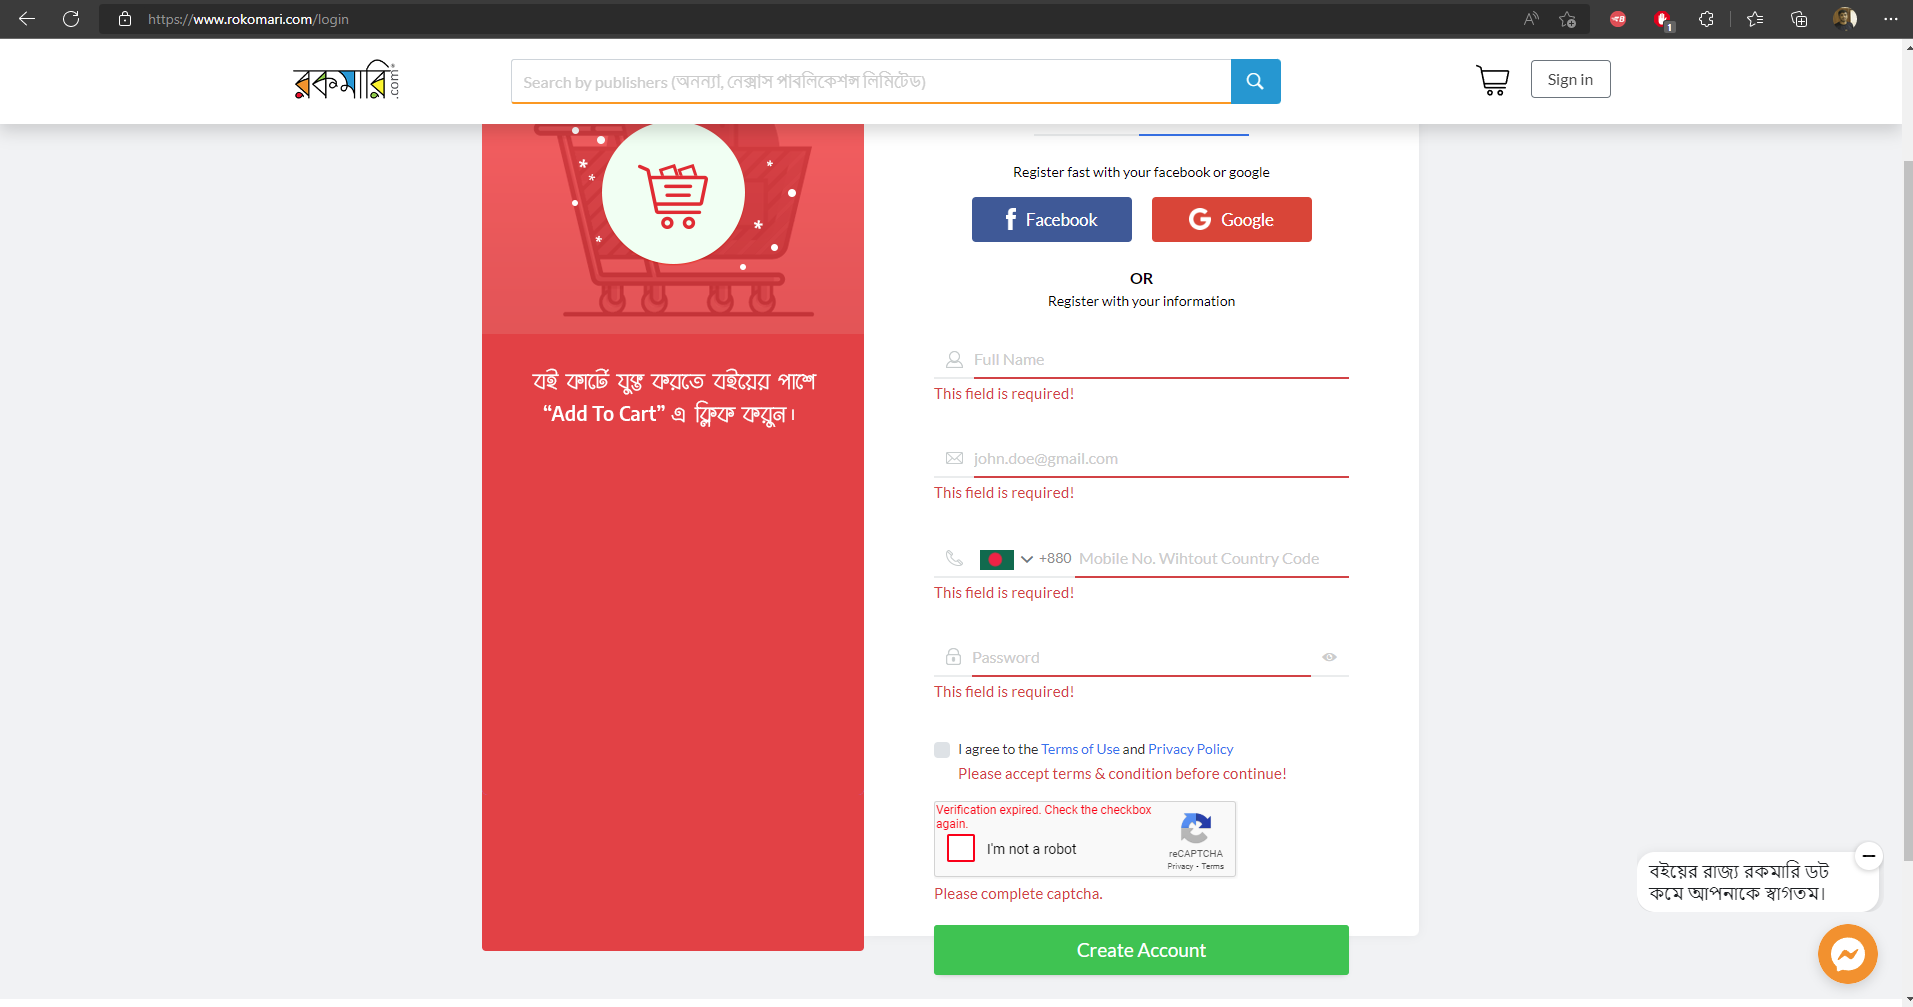 https://www.rokomari.com/login
1
রকমারি.com
Search by publishers (অনন্যা, নেক্সাস পাবলিকেশন্স লিমিটেড)
Sign in
Register fast with your facebook or google
Facebook
Google
OR
Register with your information
Full Name
This field is required!
বই কার্টে যুক্ত করতে বইয়ের পাশে
“Add To Cart” এ ক্লিক করুন।
john.doe@gmail.com
This field is required!
+880 Mobile No. Wihtout Country Code
This field is required!
Password
This field is required!
I agree to the Terms of Use and Privacy Policy
Please accept terms & condition before continue!
Verification expired. Check the checkbox
again.
I'm not a robot
reCAPTCHA
Privacy - Terms
Please complete captcha.
Create Account
বইয়ের রাজ্য রকমারি ডট
কমে আপনাকে স্বাগতম।